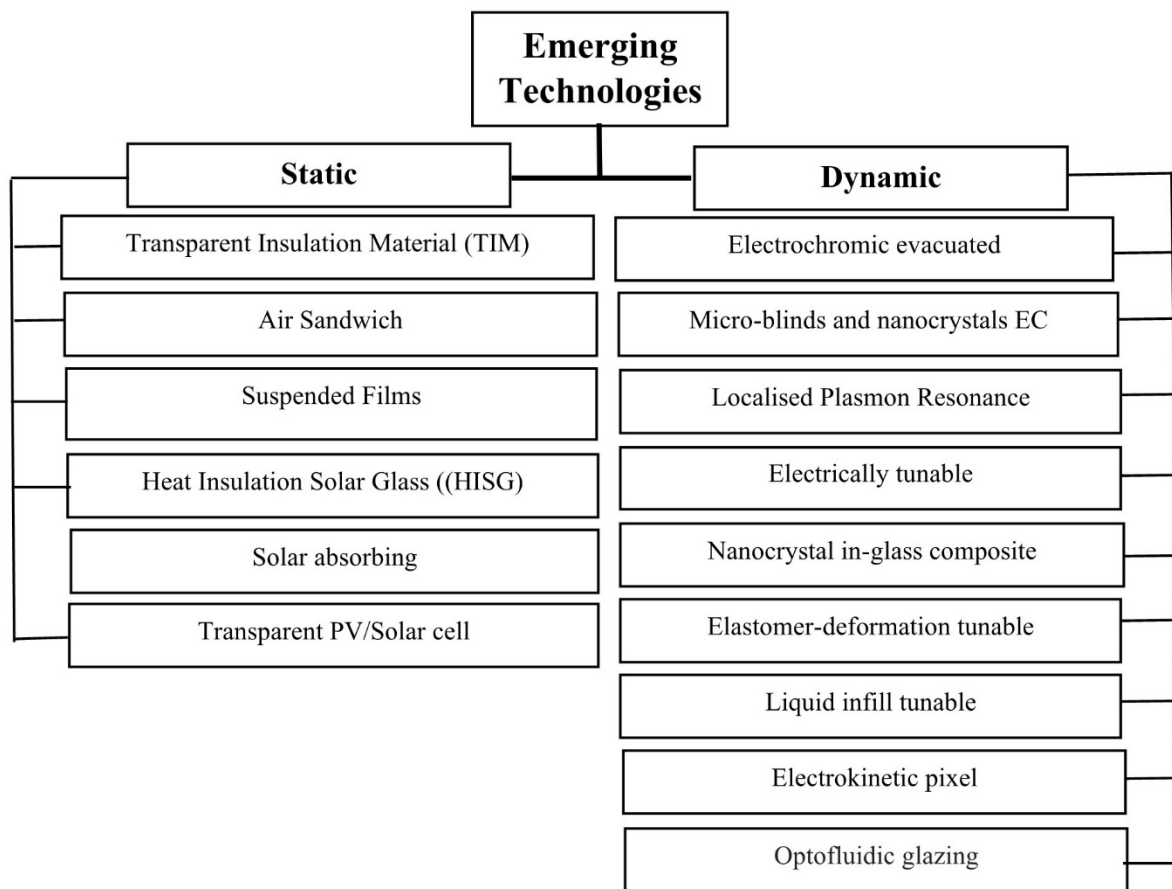 Emerging
Technologies
Static
Transparent Insulation Material (TIM)
Air Sandwich
Suspended Films
Heat Insulation Solar Glass ((HISG)
Solar absorbing
Transparent PV/Solar cell
Dynamic
Electrochromic evacuated
Micro-blinds and nanocrystals EC
Localised Plasmon Resonance
Electrically tunable
Nanocrystal in-glass composite
Elastomer-deformation tunable
Liquid infill tunable
Electrokinetic pixel
Optofluidic glazing